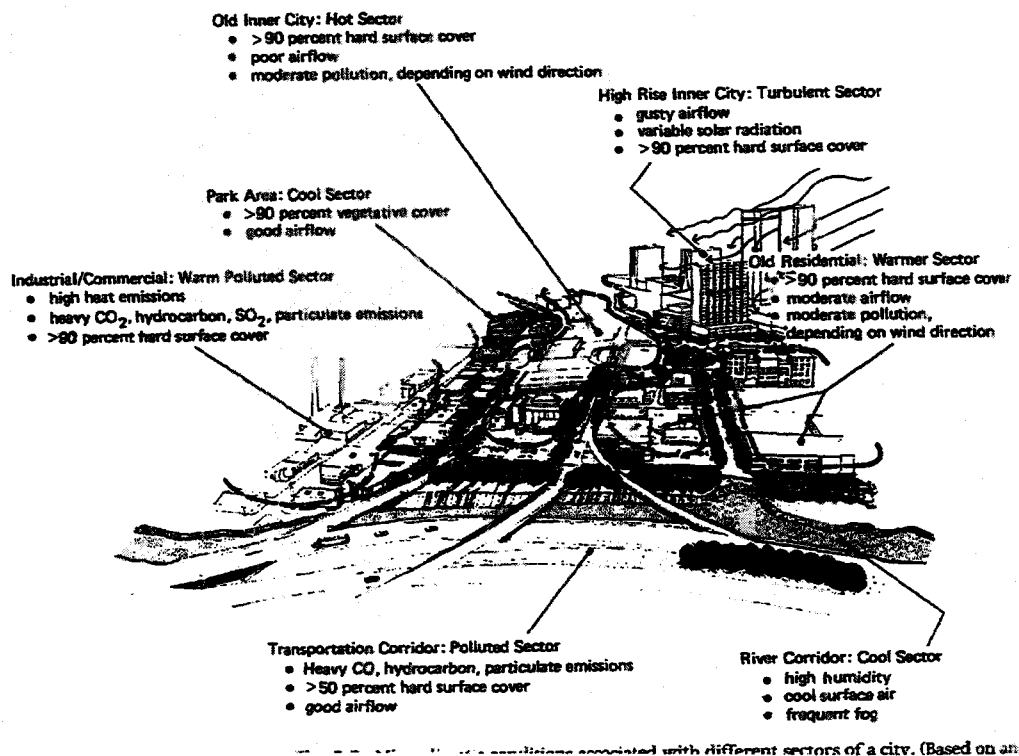 Old Inner City: Hot Sector
• >90 percent hard surface cover
• poor airflow
• moderate pollution, depending on wind direction
High Rise Inner City: Turbulent Sector
• gusty airflow
• variable solar radiation
• >90 percent hard surface cover
Park Area: Cool Sector
• >90 percent vegetative cover
• good airflow
Old Residential: Warmer Sector
• >90 percent hard surface cover
• moderate airflow
• moderate pollution,
depending on wind direction
Industrial/Commercial: Warm Polluted Sector
• high heat emissions
• heavy CO₂, hydrocarbon, SO₂, particulate emissions
• >90 percent hard surface cover
Transportation Corridor: Polluted Sector
• Heavy CO, hydrocarbon, particulate emissions
• >50 percent hard surface cover
• good airflow
River Corridor: Cool Sector
• high humidity
• cool surface air
• frequent fog
conditions associated with different sectors of a city. (Based on an